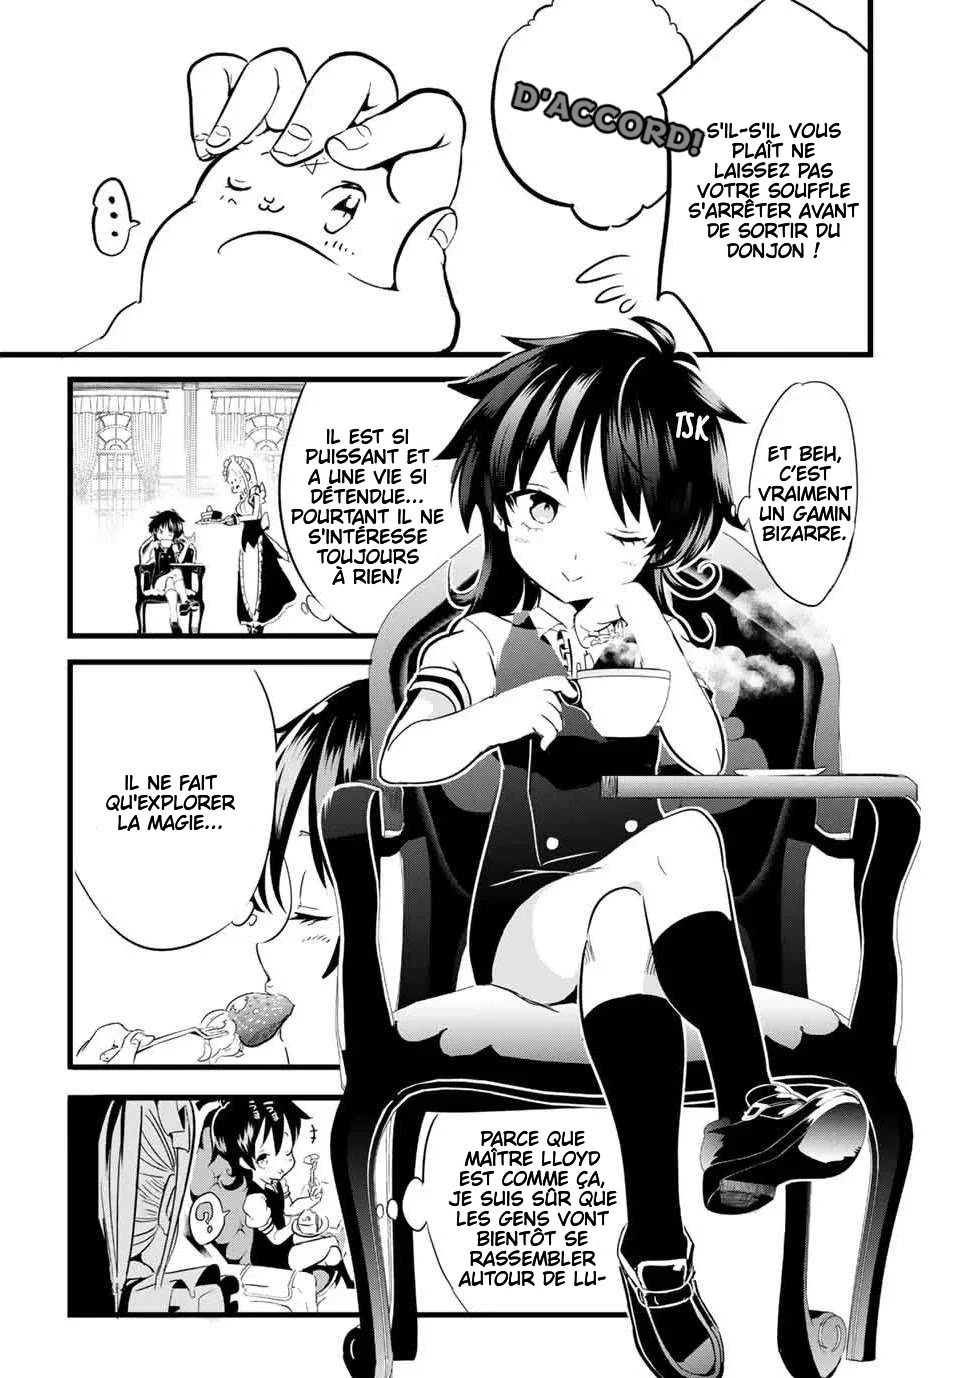 S'IL-S'IL VOUS
PLAÎT NE
LAISSEZ PAS
VOTRE SOUFFLE
S'ARRÊTER AVANT
DE SORTIR DU
DONJON !
D'ACCORD!
...
ET BEH,
C'EST
VRAIMENT
UN GAMIN
BIZARRE.
TSK
IL EST SI
PUISSANT ET
A UNE VIE SI
DÉTENDUE...
POURTANT IL NE
S'INTÉRESSE
TOUJOURS
À RIEN!
IL NE FAIT
QU'EXPLORER
LA MAGIE...
PARCE QUE
MAÎTRE LLOYD
EST COMME ÇA,
JE SUIS SÛR QUE
LES GENS VONT
BIENTÔT SE
RASSEMBLER
AUTOUR DE LU-
?